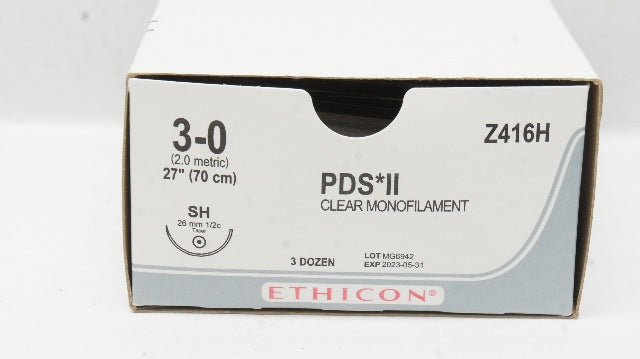 3-0
(2.0 metric)
27" (70 cm)
SH
26 mm 1/2c
Taper
Z416H
PDS*II
CLEAR MONOFILAMENT
3 DOZEN
LOT MG6942
EXP 2023-05-31
ETHICON®